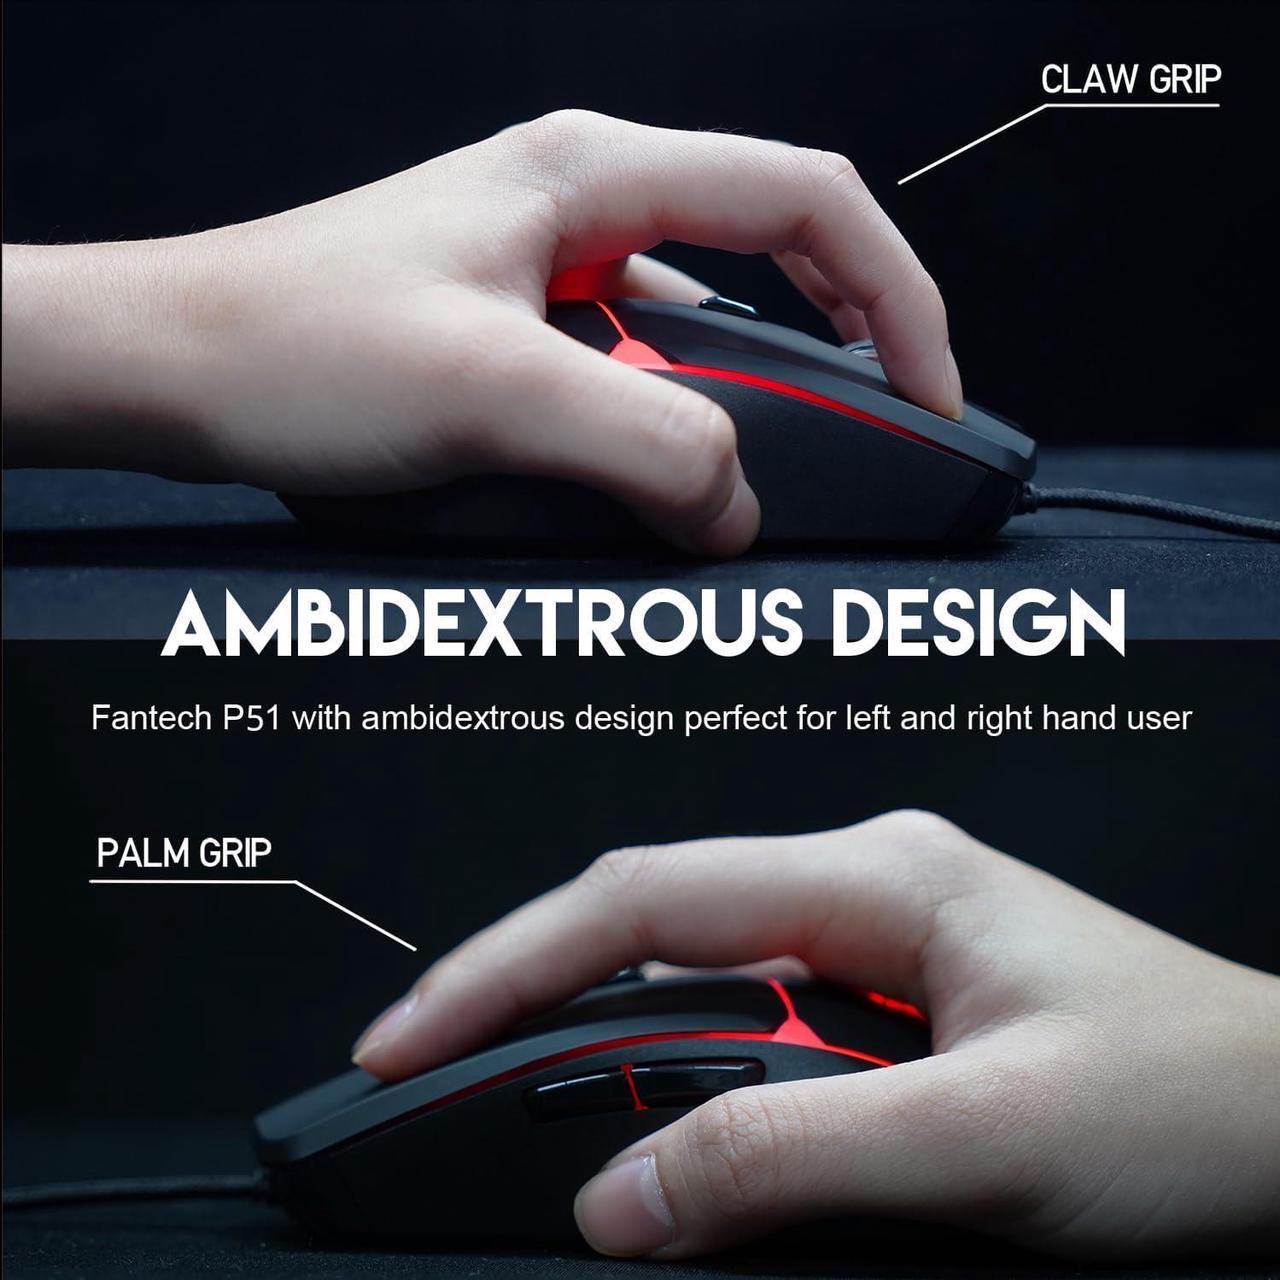 CLAW GRIP
AMBIDEXTROUS DESIGN
Fantech P51 with ambidextrous design perfect for left and right hand user
PALM GRIP